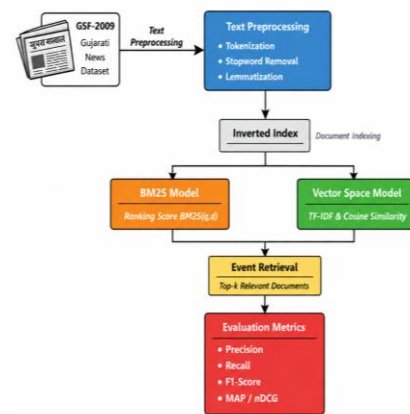 GSF-2009
Gujarati
News
Dataset
Text
Preprocessing
Text Preprocessing
• Tokenization
• Stopword Removal
• Lemmatization
Inverted Index
Document Indexing
BM25 Model
Ranking Score BM25(q,d)
Vector Space Model
TF-IDF & Cosine Similarity
Event Retrieval
Top-k Relevant Documents
Evaluation Metrics
• Precision
• Recall
• F1-Score
• MAP / nDCG